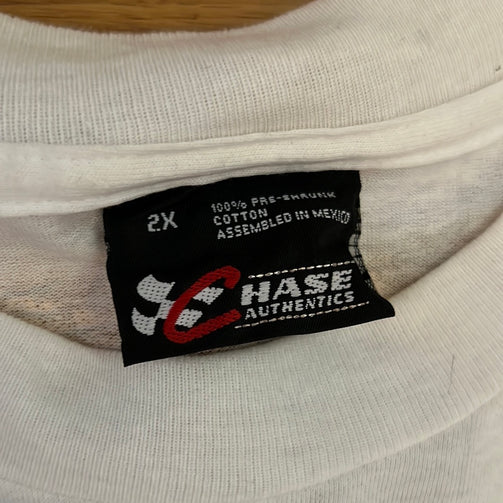 2X
100% PRE-SHRUNK
COTTON
ASSEMBLED IN MEXICO
CHASE
AUTHENTICS